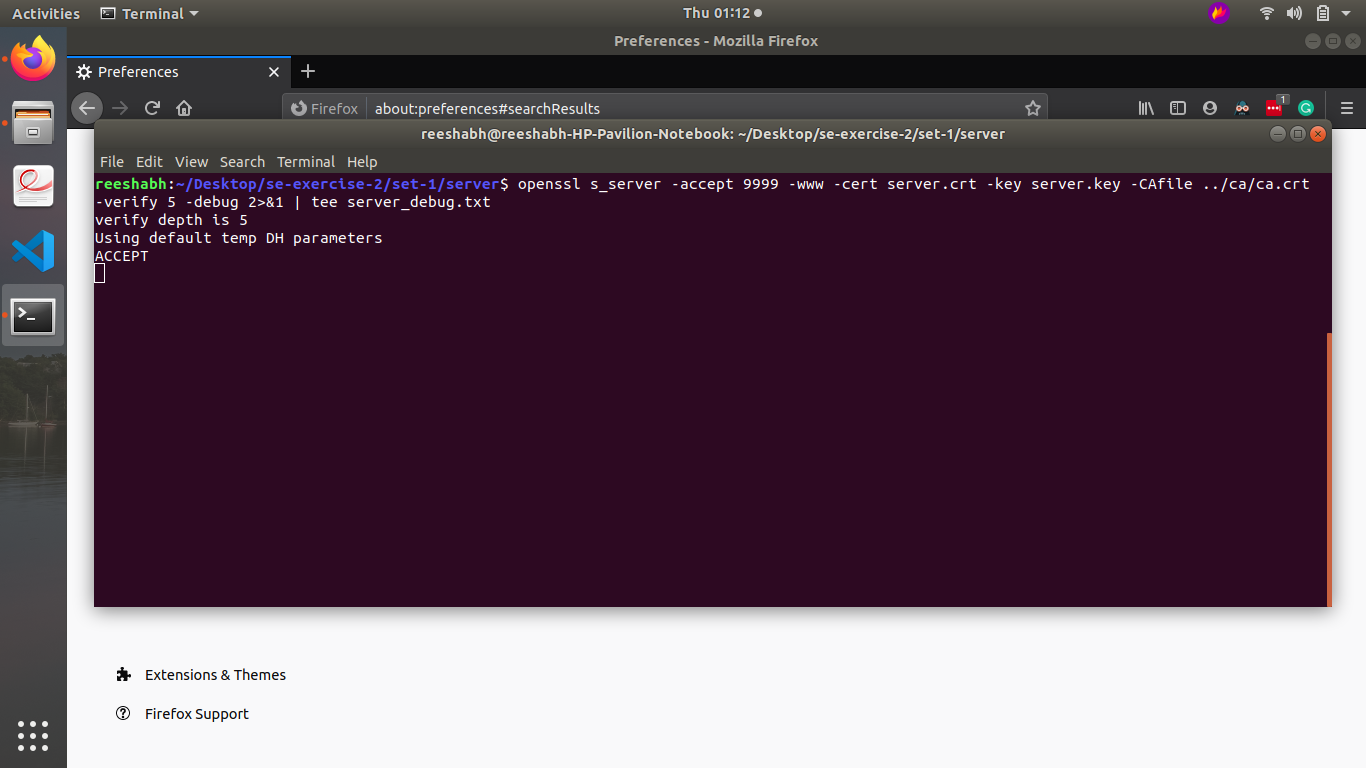 Activities Terminal Thu 01:12
Preferences - Mozilla Firefox
Preferences
Firefox about:preferences#searchResults 1
reeshabh@reeshabh-HP-Pavilion-Notebook: ~/Desktop/se-exercise-2/set-1/server
File Edit View Search Terminal Help
reeshabh:~/Desktop/se-exercise-2/set-1/server$ openssl s_server -accept 9999 -www -cert server.crt -key server.key -CAfile ../ca/ca.crt
-verify 5 -debug 2>&1 | tee server_debug.txt
verify depth is 5
Using default temp DH parameters
ACCEPT
Extensions & Themes
Firefox Support